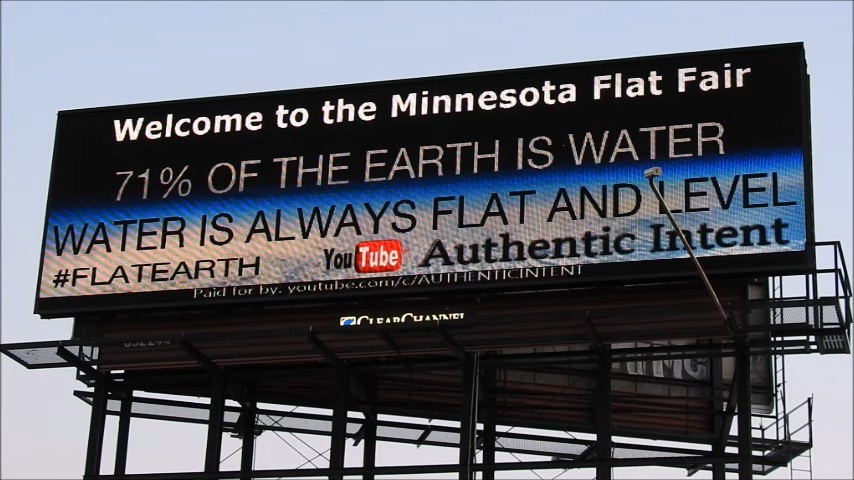 Welcome to the Minnesota Flat Fair
71% OF THE EARTH IS WATER
WATER IS ALWAYS FLAT AND LEVEL
#FLATEARTH YouTube Authentic Intent
Paid for by: youtube.com/c/AUTHENTICINTENT
CLEARCHANNEL